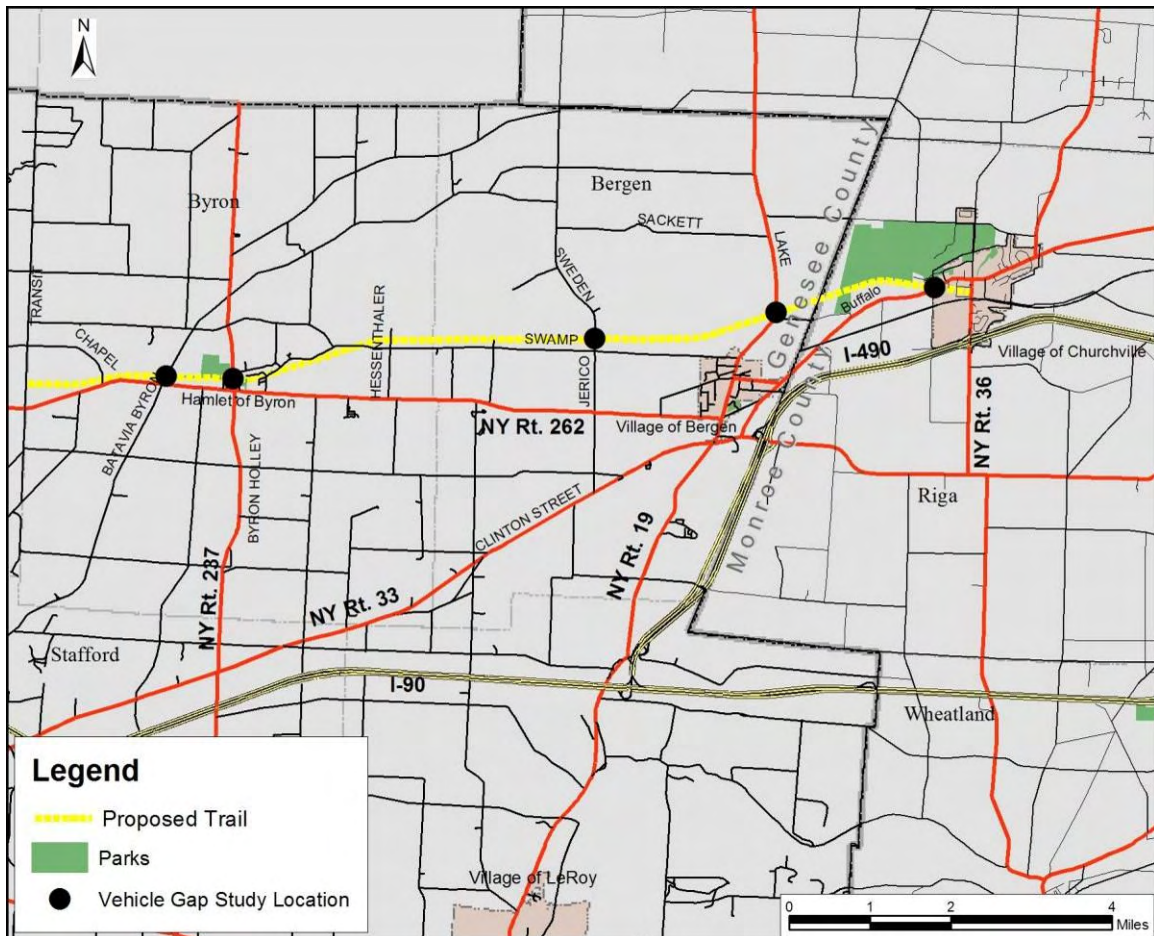 N
Byron
Bergen
SACKETT
LAKE
SWEDEN
TRANSIT
HESSENTHALER
Genesee County
Buffalo
CHAPEL
SWAMP
I-490
Village of Churchville
Hamlet of Byron
JERICO
BATAVIA BYRON
NY Rt. 262
Village of Bergen
NY Rt. 36
BYRON HOLLEY
CLINTON STREET
Monroe County
Riga
NY Rt. 19
NY Rt. 237
NY Rt. 33
Stafford
I-90
Wheatland
Village of LeRoy
Legend
Proposed Trail
Parks
Vehicle Gap Study Location
0 1 2 4
Miles